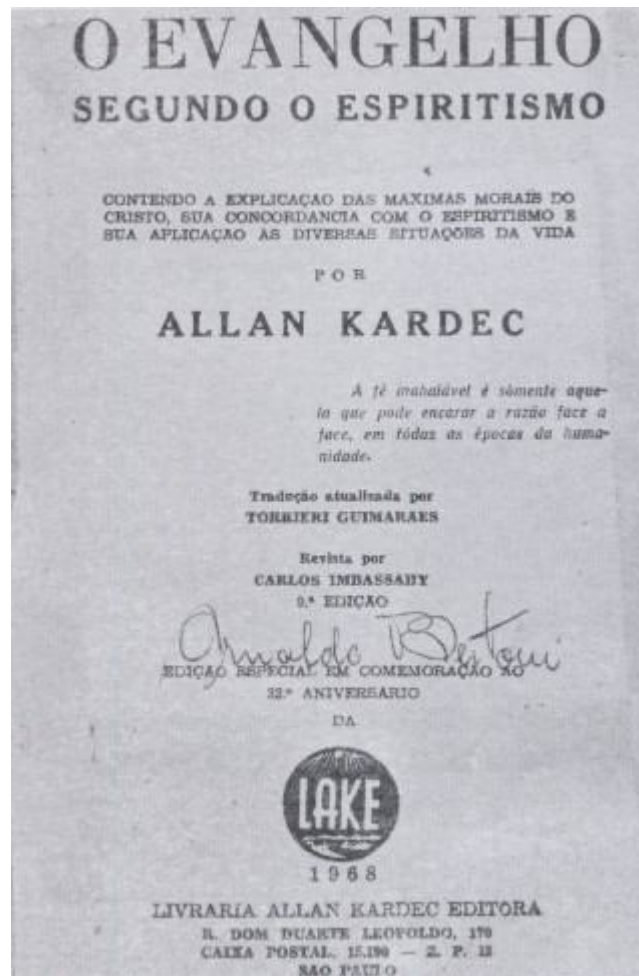 O EVANGELHO
SEGUNDO O ESPIRITISMO
CONTENDO A EXPLICAÇÃO DAS MAXIMAS MORAIS DO
CRISTO, SUA CONCORDANCIA COM O ESPIRITISMO E
SUA APLICAÇÃO AS DIVERSAS SITUAÇÕES DA VIDA
POR
ALLAN KARDEC
A fé inabalável é sòmente aque-
la que pode encarar a razão face a
face, em tôdas as épocas da huma-
nidade.
Tradução atualizada por
TORRIERI GUIMARAES
Revista por
CARLOS IMBASSAHY
9.ª EDIÇÃO
Arnaldo Bertoni
EDIÇÃO ESPECIAL EM COMEMORAÇÃO AO
32.º ANIVERSARIO
DA
LAKE
1968
LIVRARIA ALLAN KARDEC EDITORA
R. DOM DUARTE LEOPOLDO, 170
CAIXA POSTAL, 15.190 — Z. P. 12
SAO PAULO